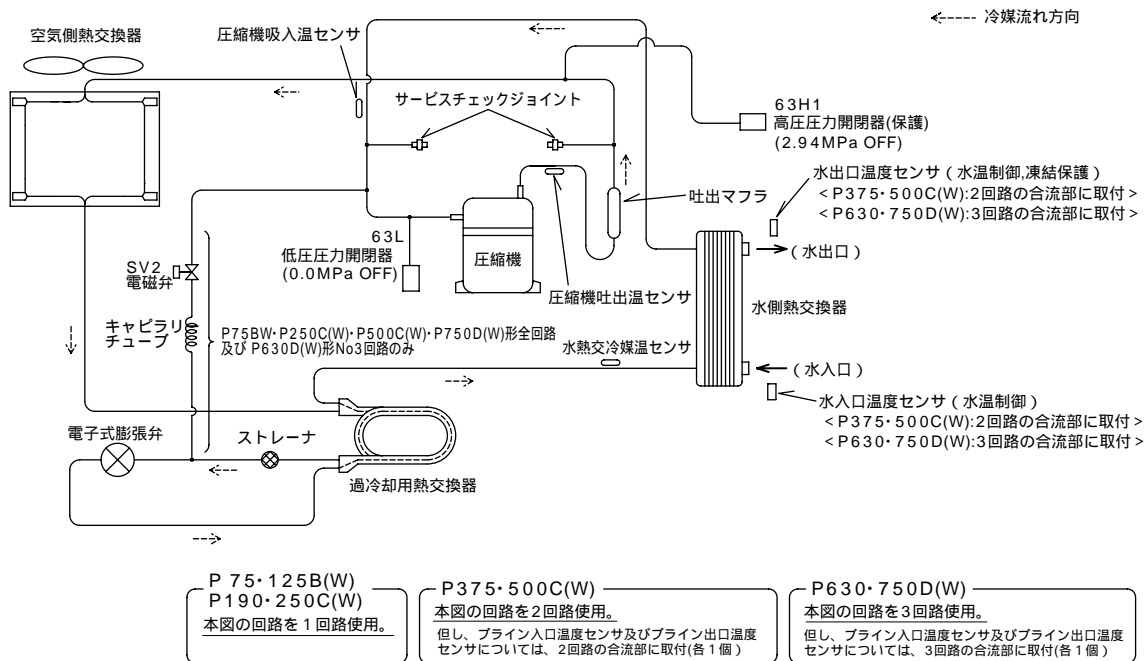 冷媒流れ方向
空気側熱交換器
圧縮機吸入温センサ
サービスチェックジョイント
63H1
高圧圧力開閉器(保護)
(2.94MPa OFF)
水出口温度センサ（水温制御,凍結保護）
＜P375・500C(W):2回路の合流部に取付＞
＜P630・750D(W):3回路の合流部に取付＞
吐出マフラ
63L
低圧圧力開閉器
(0.0MPa OFF)
圧縮機
（水出口）
SV2
電磁弁
圧縮機吐出温センサ
水側熱交換器
キャピラリ
チューブ
P75BW・P250C(W)・P500C(W)・P750D(W)形全回路
及び P630D(W)形No3回路のみ
水熱交冷媒温センサ
（水入口）
水入口温度センサ（水温制御）
＜P375・500C(W):2回路の合流部に取付＞
＜P630・750D(W):3回路の合流部に取付＞
電子式膨張弁
ストレーナ
過冷却用熱交換器
P 75・125B(W)
P190・250C(W)
本図の回路を１回路使用。
P375・500C(W)
本図の回路を2回路使用。
但し、ブライン入口温度センサ及びブライン出口温度
センサについては、2回路の合流部に取付(各１個）
P630・750D(W)
本図の回路を３回路使用。
但し、ブライン入口温度センサ及びブライン出口温度
センサについては、3回路の合流部に取付(各１個）